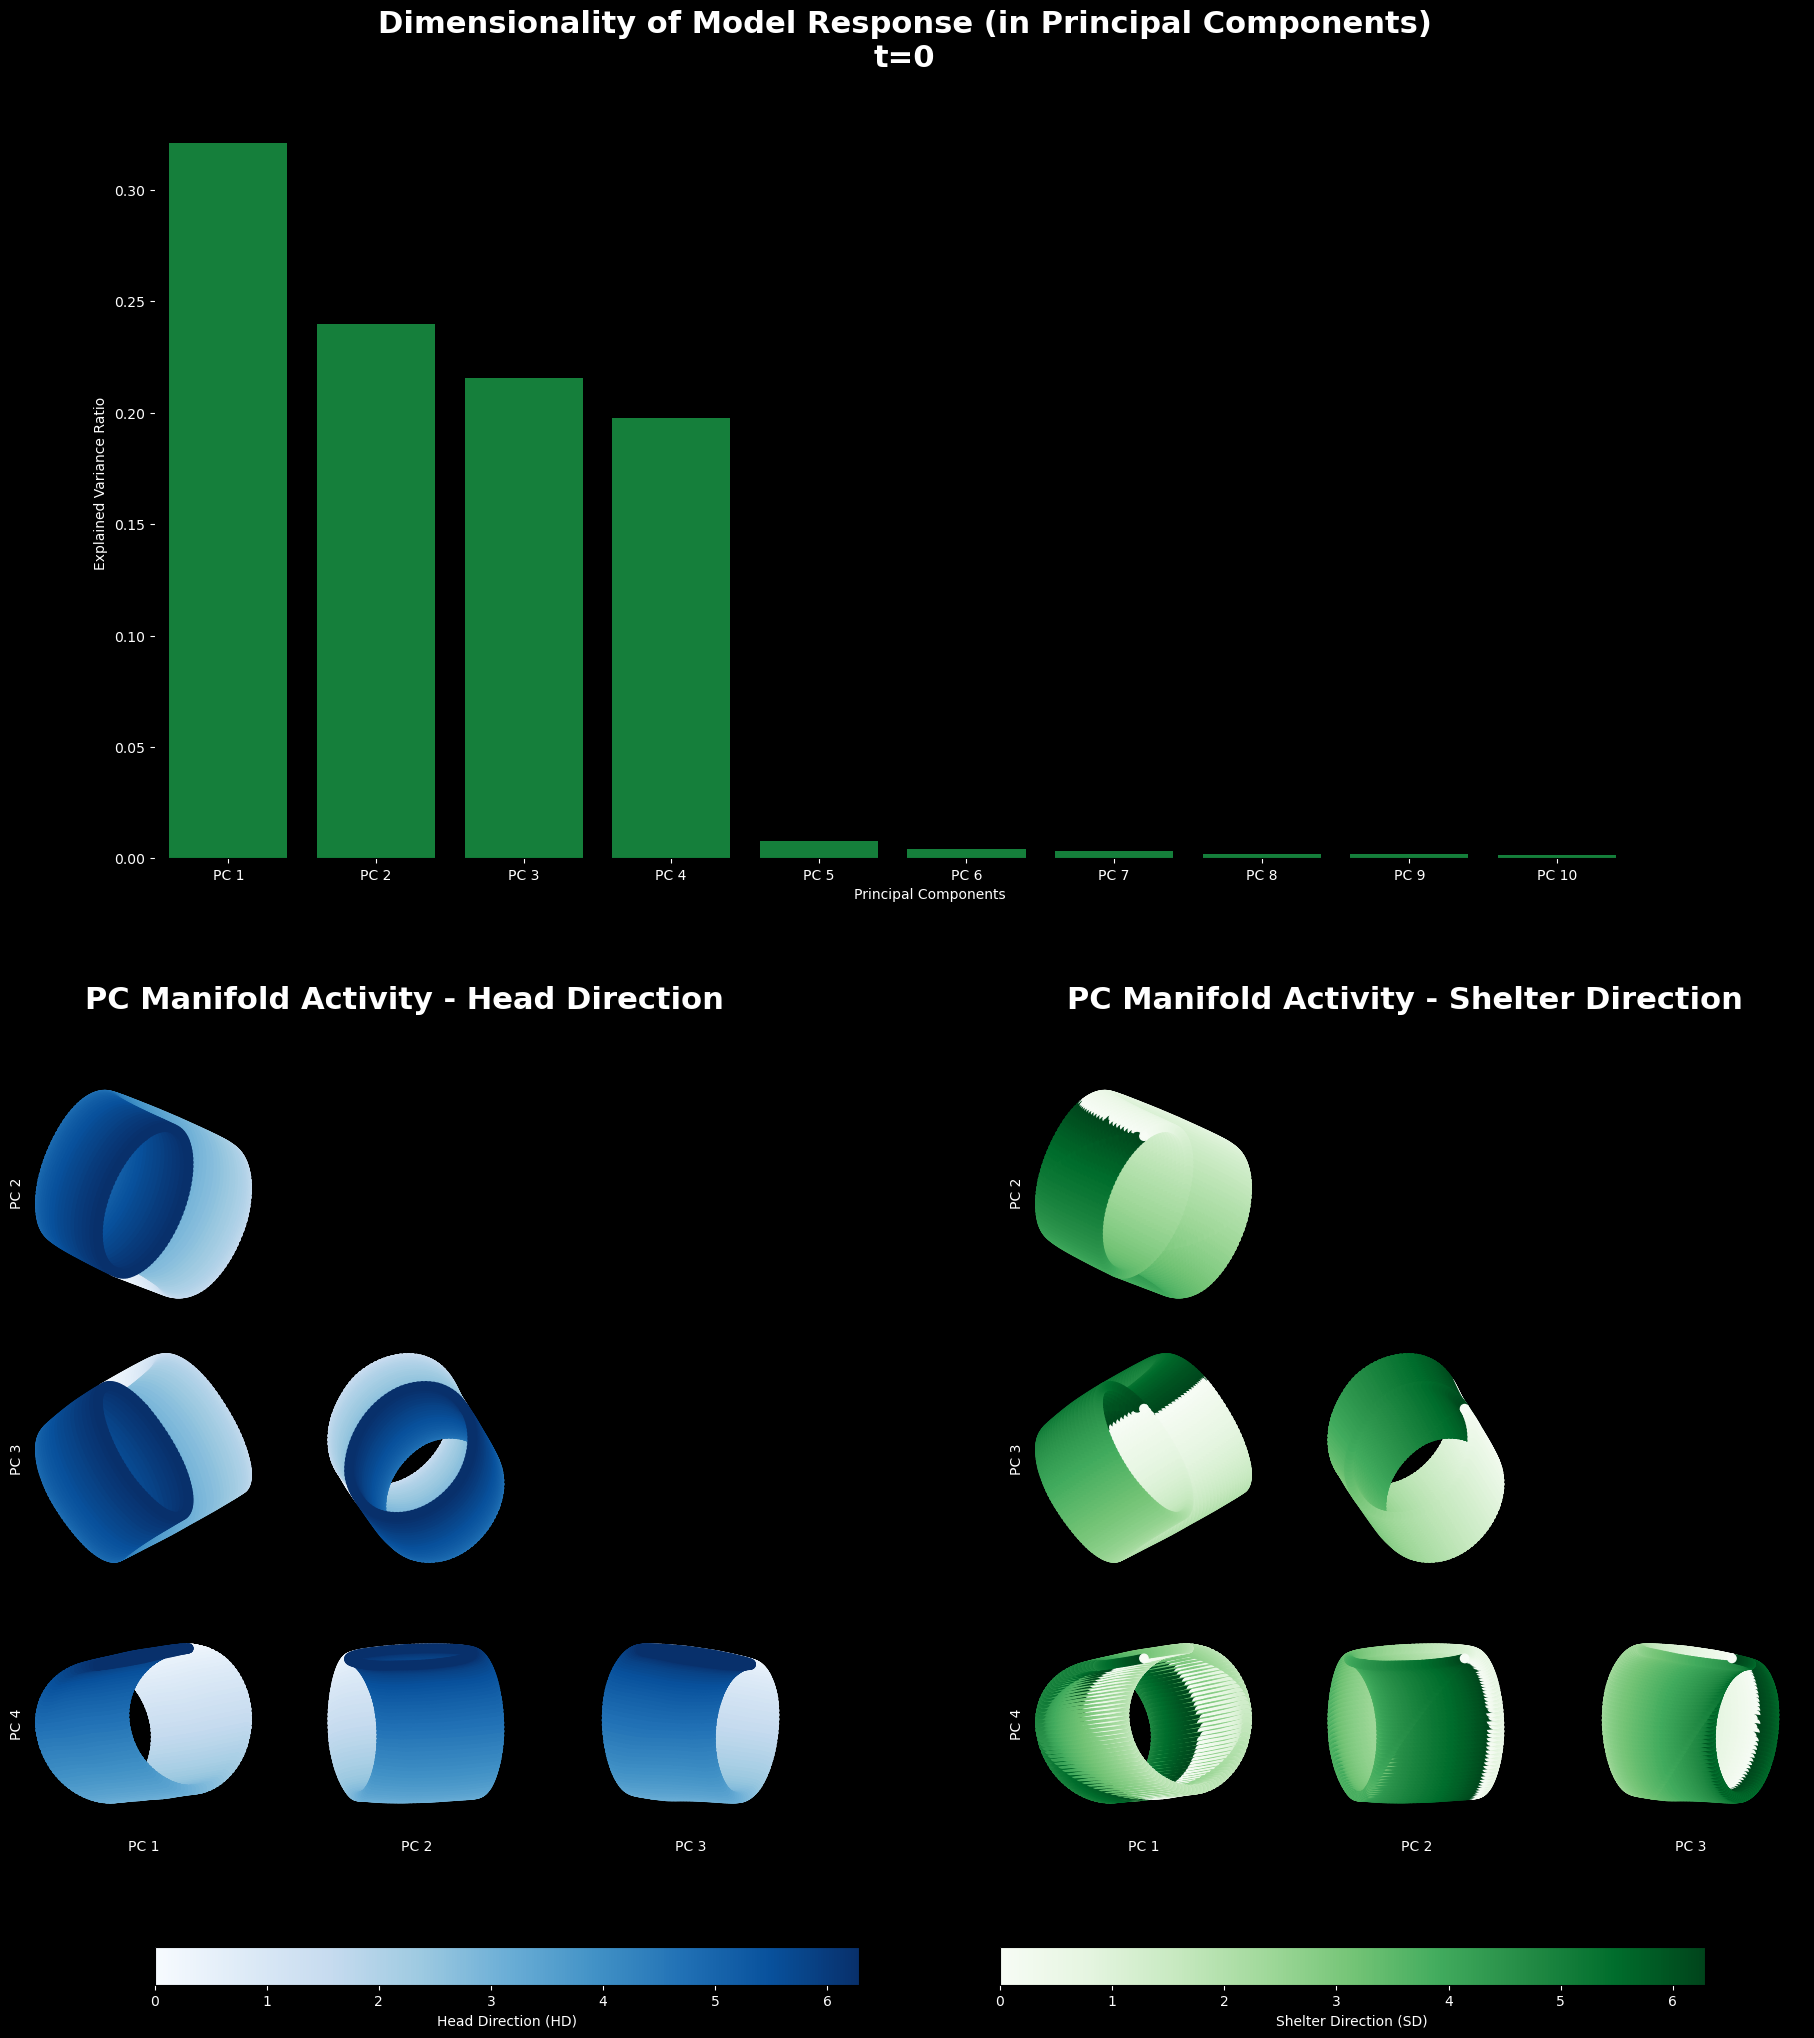 Dimensionality of Model Response (in Principal Components)
t=0
0.30
0.25
0.20
0.15
0.10
0.05
0.00
Explained Variance Ratio
PC 1 PC 2 PC 3 PC 4 PC 5 PC 6 PC 7 PC 8 PC 9 PC 10
Principal Components
PC Manifold Activity - Head Direction
PC 2
PC 3
PC 4
PC 1 PC 2 PC 3
0 1 2 3 4 5 6
Head Direction (HD)
PC Manifold Activity - Shelter Direction
PC 2
PC 3
PC 4
PC 1 PC 2 PC 3
0 1 2 3 4 5 6
Shelter Direction (SD)